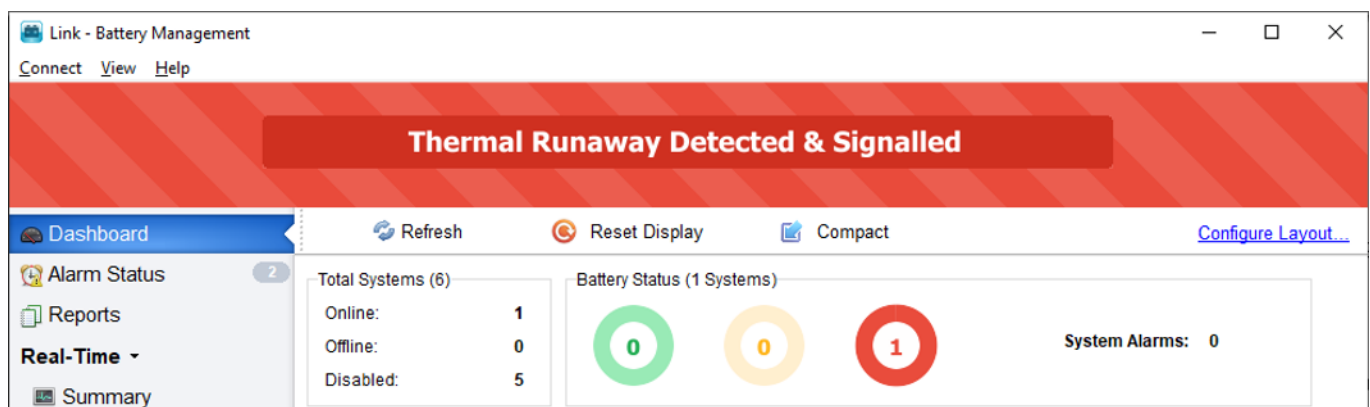 Link - Battery Management
Connect View Help
Thermal Runaway Detected & Signalled
Dashboard
Refresh Reset Display Compact Configure Layout...
Alarm Status 2
Reports
Real-Time
Summary
Total Systems (6)
Online: 1
Offline: 0
Disabled: 5
Battery Status (1 Systems)
0 0 1 System Alarms: 0